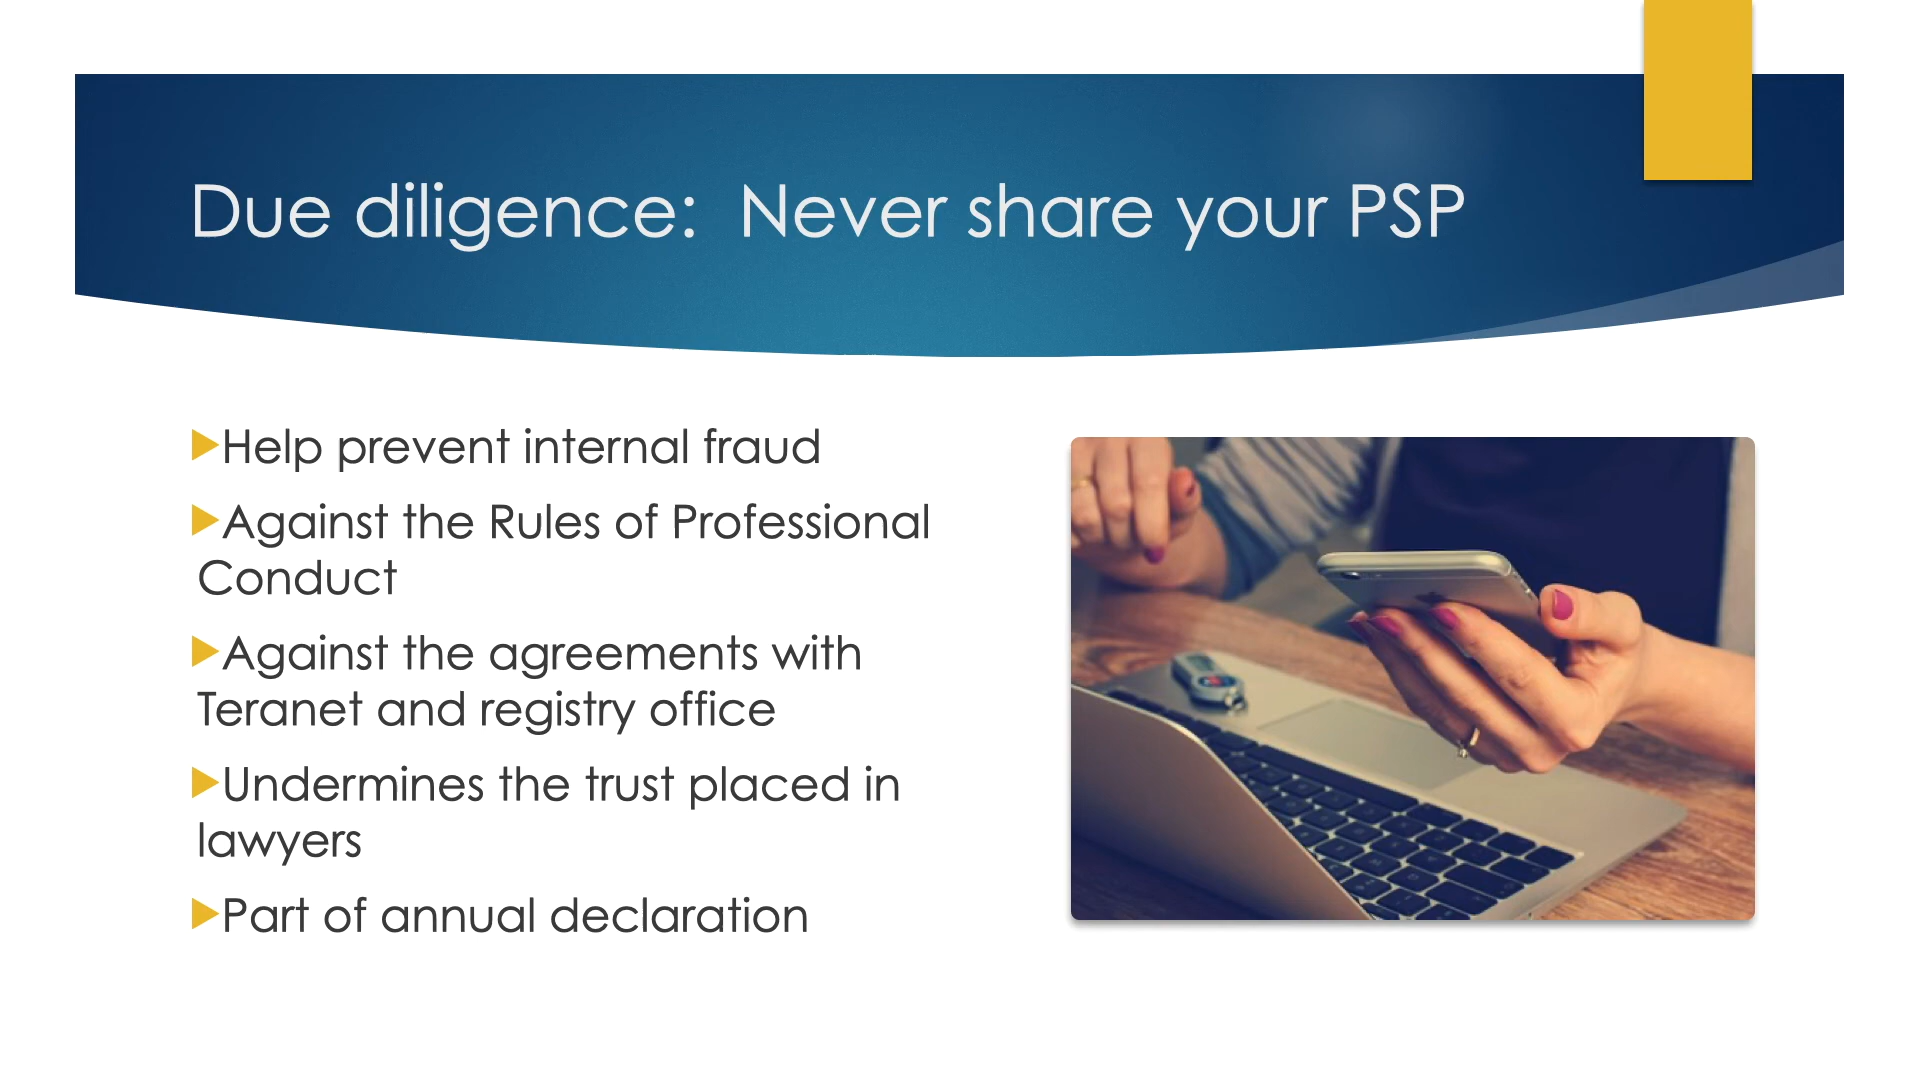 Due diligence:  Never share your PSP
Help prevent internal fraud
Against the Rules of Professional
Conduct
Against the agreements with
Teranet and registry office
Undermines the trust placed in
lawyers
Part of annual declaration